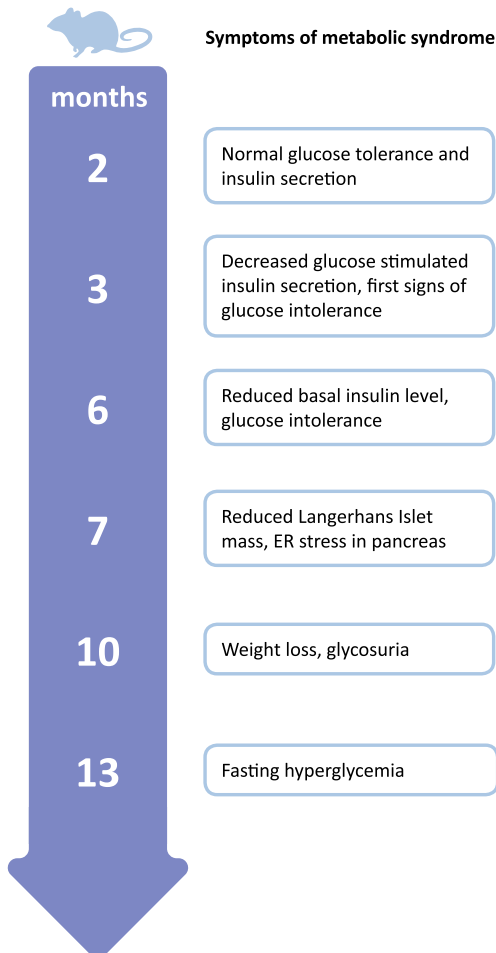 Symptoms of metabolic syndrome
months
2
Normal glucose tolerance and
insulin secretion
3
Decreased glucose stimulated
insulin secretion, first signs of
glucose intolerance
6
Reduced basal insulin level,
glucose intolerance
7
Reduced Langerhans Islet
mass, ER stress in pancreas
10
Weight loss, glycosuria
13
Fasting hyperglycemia